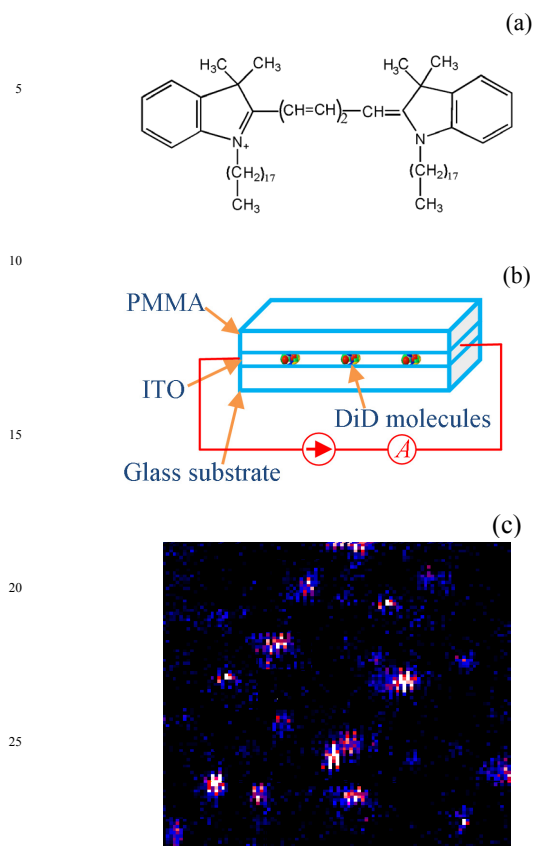 (a)
5
H₃C CH₃ H₃C CH₃
(CH=CH)₂ CH
N+ N
(CH₂)₁₇ (CH₂)₁₇
CH₃ CH₃
10
(b)
PMMA
ITO
DiD molecules
15
A
Glass substrate
(c)
20
25